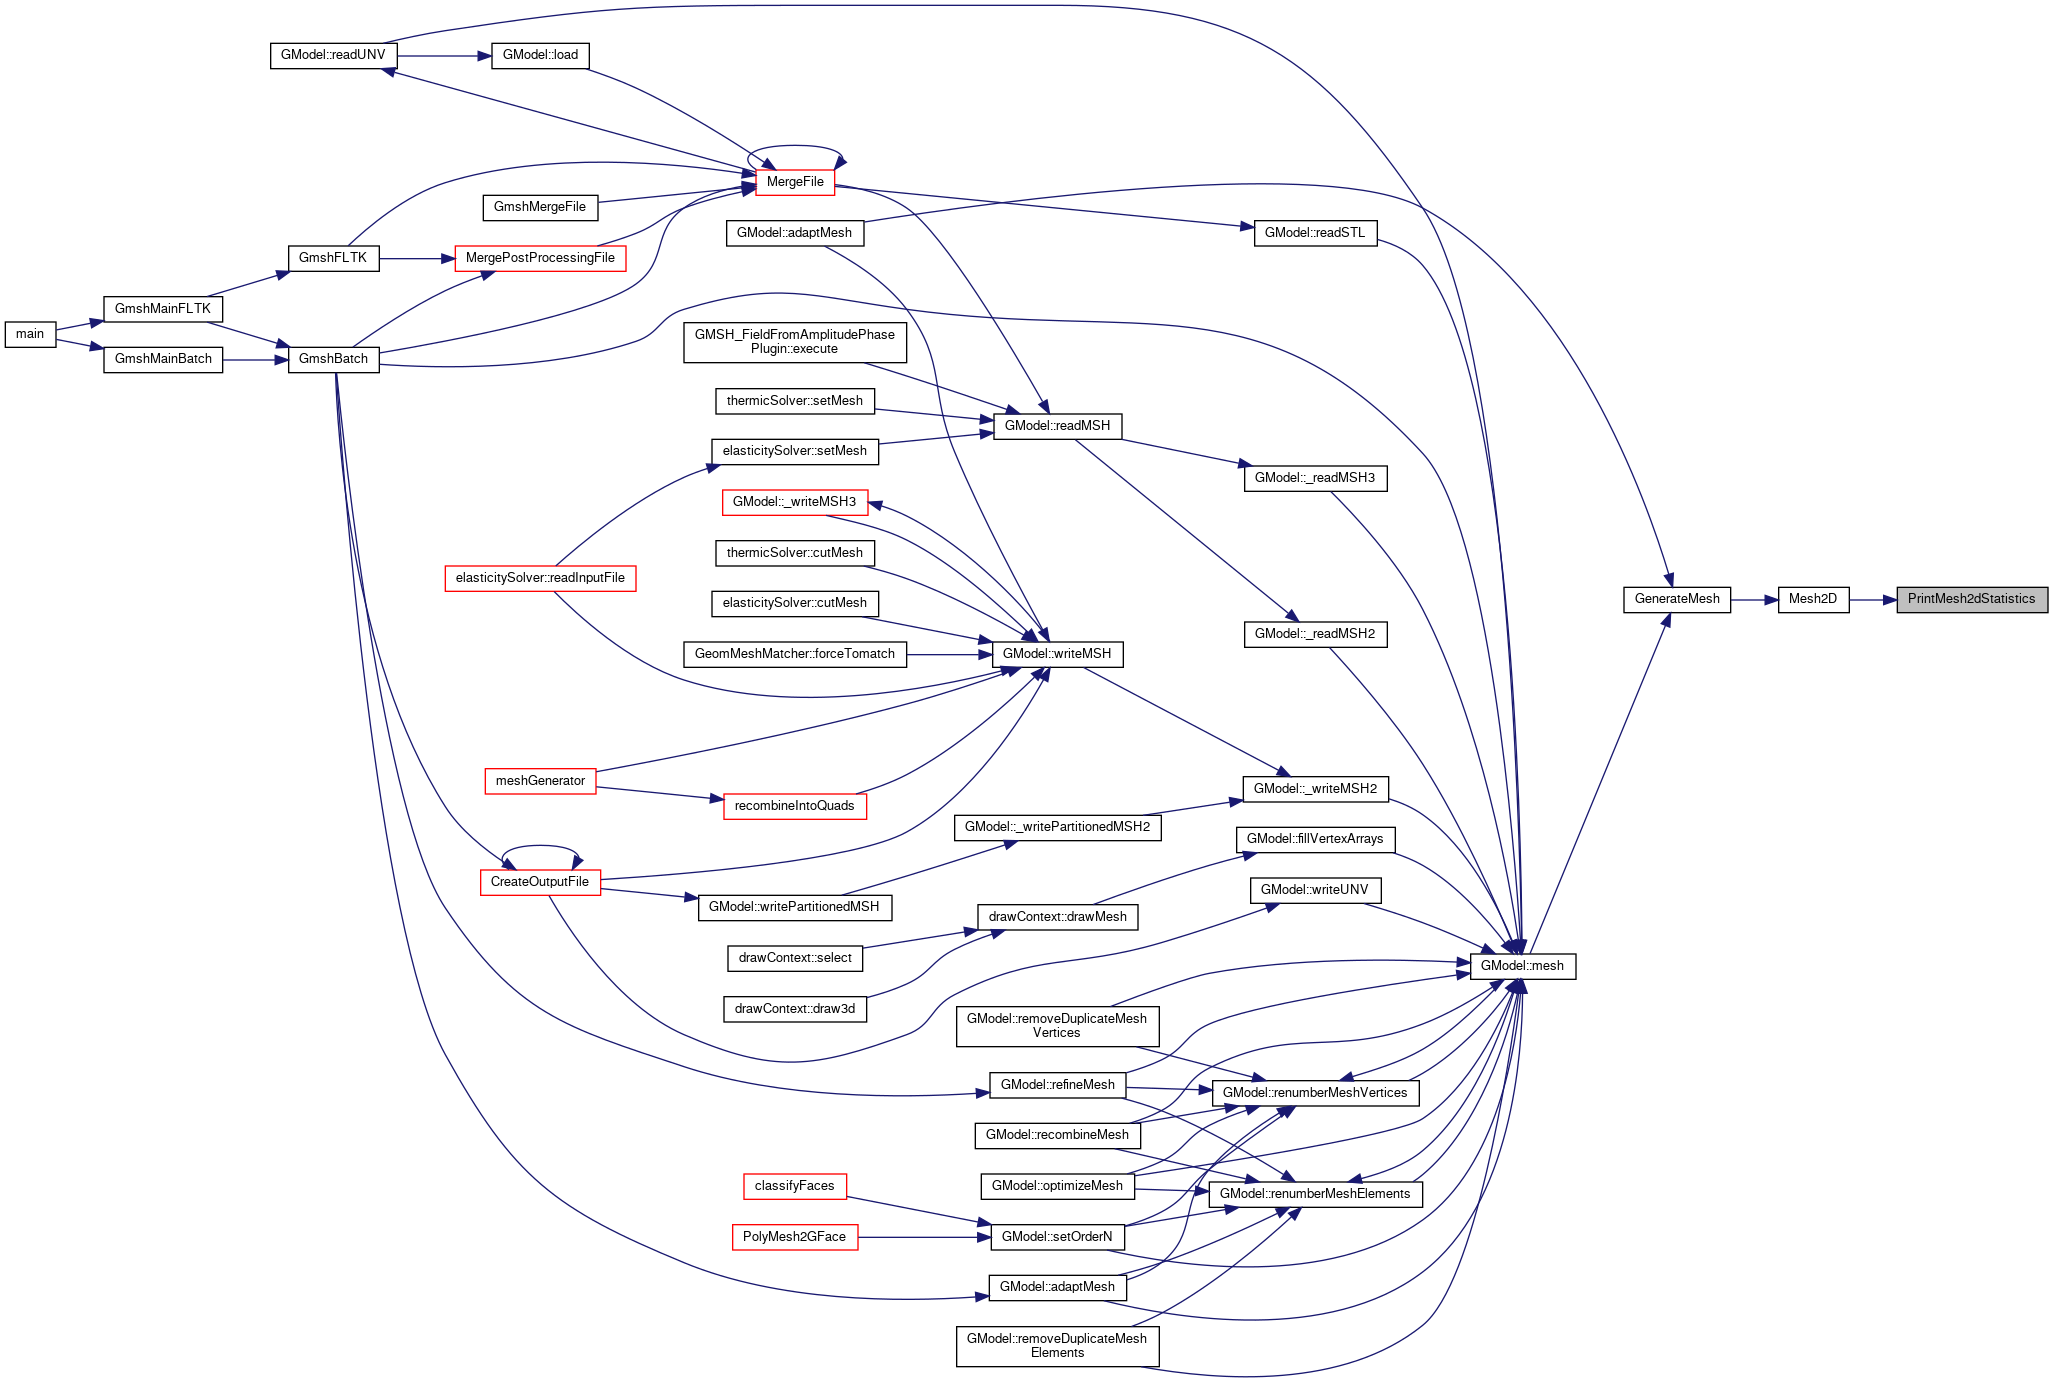 GModel::readUNV
GModel::load
MergeFile
GmshMergeFile
GModel::adaptMesh
GModel::readSTL
GmshFLTK
MergePostProcessingFile
GmshMainFLTK
main
GmshMainBatch
GmshBatch
GMSH_FieldFromAmplitudePhase
Plugin::execute
thermicSolver::setMesh
GModel::readMSH
elasticitySolver::setMesh
GModel::_readMSH3
GModel::_writeMSH3
thermicSolver::cutMesh
elasticitySolver::readInputFile
elasticitySolver::cutMesh
GenerateMesh
Mesh2D
PrintMesh2dStatistics
GModel::_readMSH2
GeomMeshMatcher::forceTomatch
GModel::writeMSH
meshGenerator
recombineIntoQuads
GModel::_writeMSH2
GModel::_writePartitionedMSH2
GModel::fillVertexArrays
CreateOutputFile
GModel::writePartitionedMSH
GModel::writeUNV
drawContext::drawMesh
drawContext::select
GModel::mesh
drawContext::draw3d
GModel::removeDuplicateMesh
Vertices
GModel::refineMesh
GModel::renumberMeshVertices
GModel::recombineMesh
classifyFaces
GModel::optimizeMesh
GModel::renumberMeshElements
PolyMesh2GFace
GModel::setOrderN
GModel::adaptMesh
GModel::removeDuplicateMesh
Elements